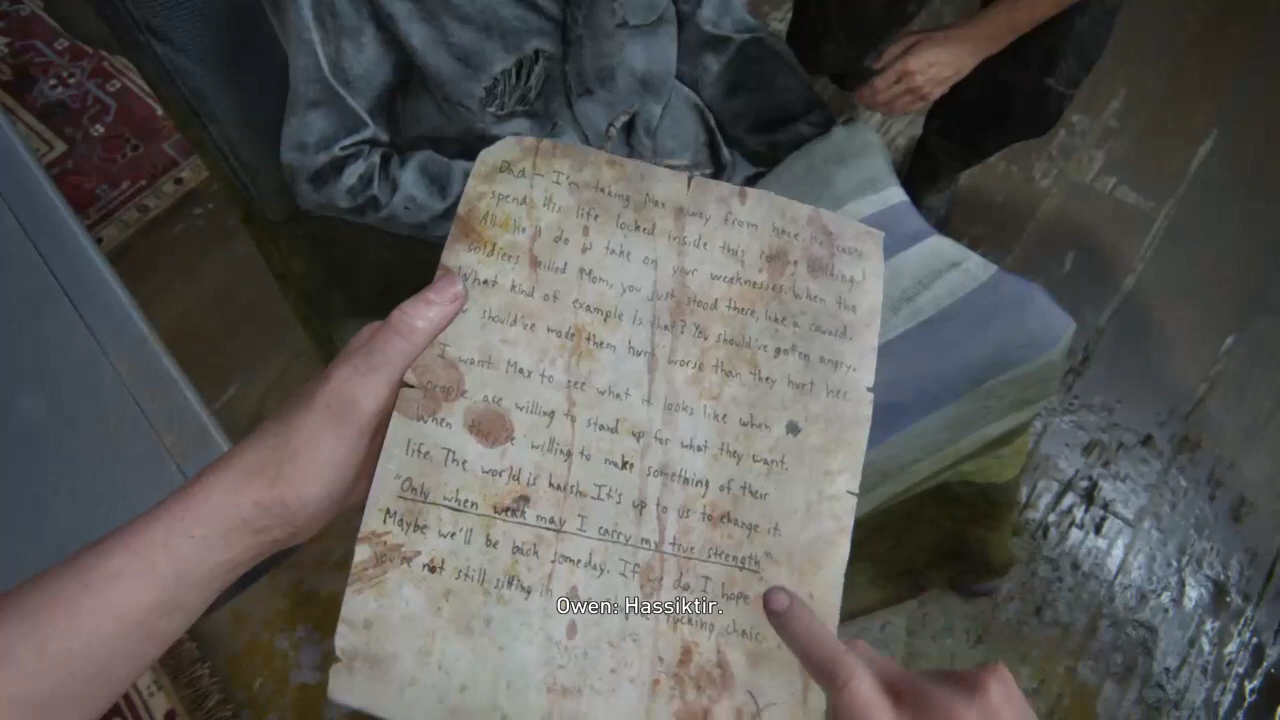 Dad - I'm taking Max away from here. He can't
spend his life locked inside this building.
All he'll do is take on your weaknesses. When the
soldiers killed Mom, you just stood there, like a coward.
What kind of example is that? You should've gotten angry.
should've made them hurt worse than they hurt her.
I want Max to see what it looks like when
people are willing to stand up for what they want.
When they're willing to make something of their
life. The world is harsh. It's up to us to change it.
"Only when weak may I carry my true strength"
Maybe we'll be back someday. If we do, I hope
you're not still sitting in fucking chair.
Owen: Hassiktir.